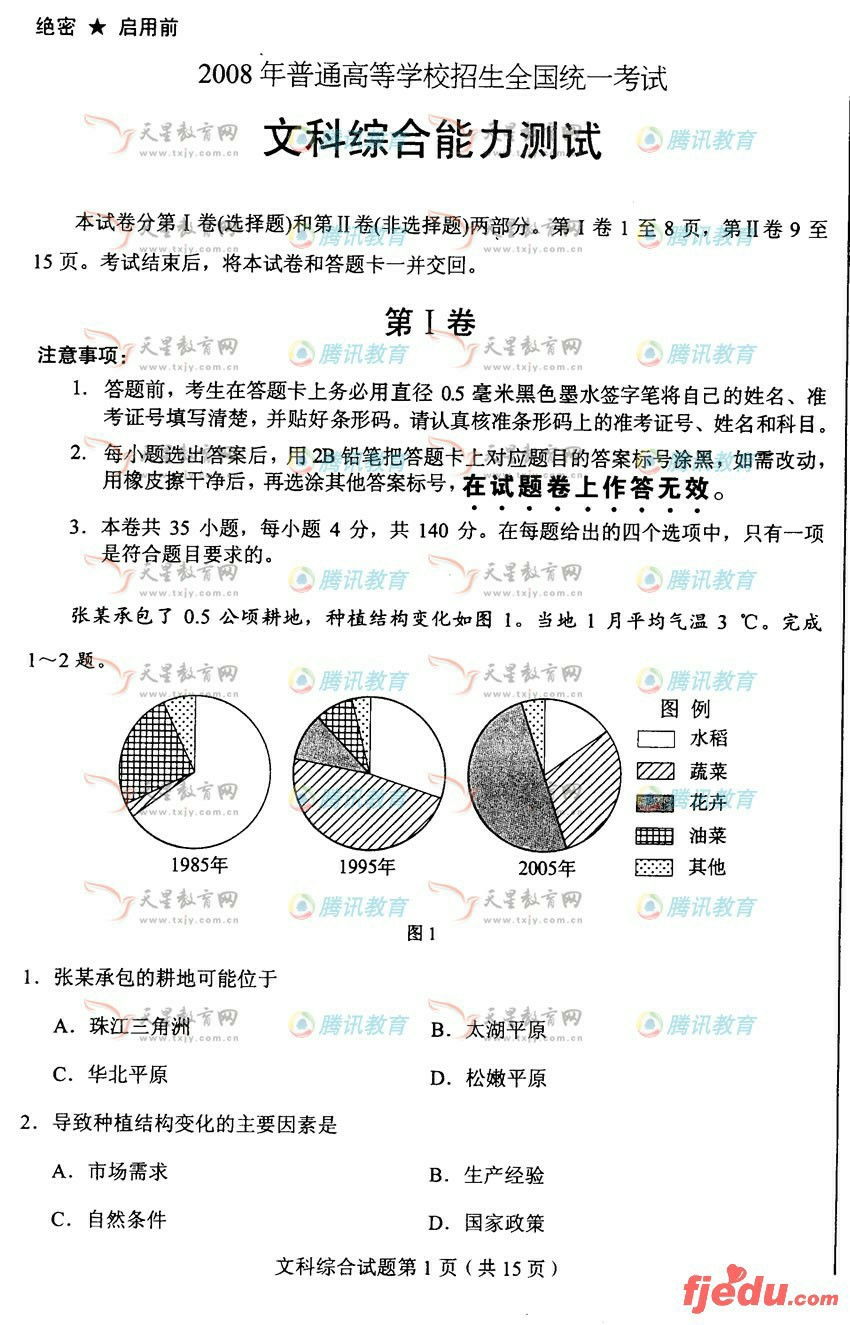 绝密 ★ 启用前
2008 年普通高等学校招生全国统一考试
文科综合能力测试
天星教育网 www.txjy.com.cn 腾讯教育 天星教育网 www.txjy.com.cn 腾讯教育
本试卷分第Ⅰ卷(选择题)和第Ⅱ卷(非选择题)两部分。第Ⅰ卷 1 至 8 页，第Ⅱ卷 9 至
15 页。考试结束后，将本试卷和答题卡一并交回。
第Ⅰ卷
注意事项：
1. 答题前，考生在答题卡上务必用直径 0.5 毫米黑色墨水签字笔将自己的姓名、准
考证号填写清楚，并贴好条形码。请认真核准条形码上的准考证号、姓名和科目。
2. 每小题选出答案后，用 2B 铅笔把答题卡上对应题目的答案标号涂黑，如需改动，
用橡皮擦干净后，再选涂其他答案标号，在试题卷上作答无效。
3. 本卷共 35 小题，每小题 4 分，共 140 分。在每题给出的四个选项中，只有一项
是符合题目要求的。
张某承包了 0.5 公顷耕地，种植结构变化如图 1。当地 1 月平均气温 3 ℃。完成
1～2 题。
图 例
水稻
蔬菜
花卉
油菜
其他
1985年 1995年 2005年
图 1
1. 张某承包的耕地可能位于
A. 珠江三角洲 B. 太湖平原
C. 华北平原 D. 松嫩平原
2. 导致种植结构变化的主要因素是
A. 市场需求 B. 生产经验
C. 自然条件 D. 国家政策
文科综合试题第 1 页（共 15 页）
fjedu.com